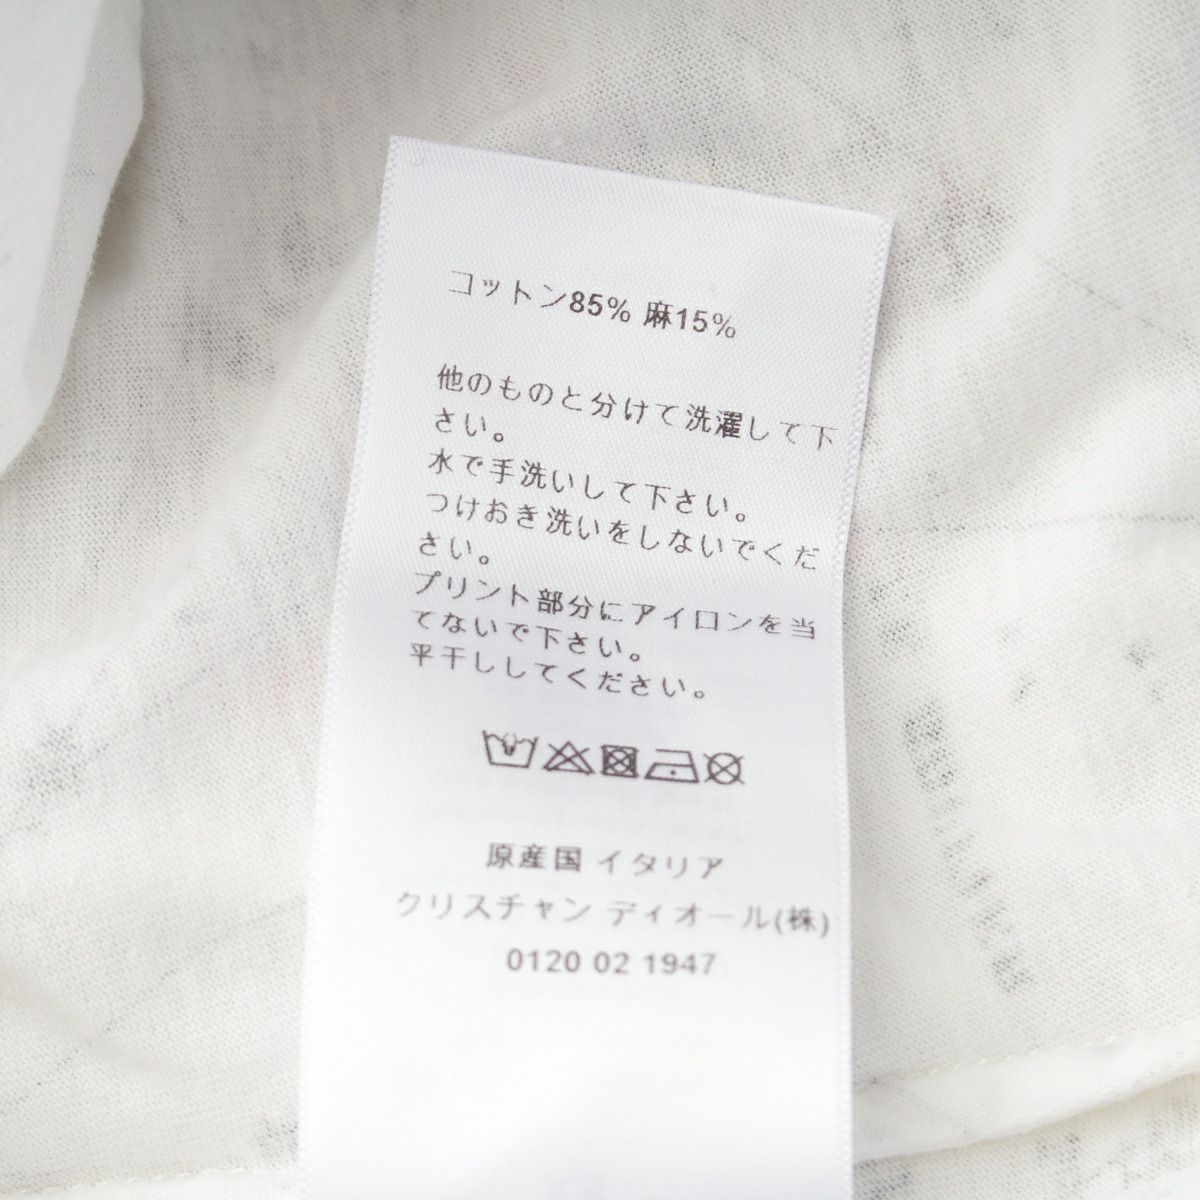 コットン85% 麻15%
他のものと分けて洗濯して下
さい。
水で手洗いして下さい。
つけおき洗いをしないでくだ
さい。
プリント部分にアイロンを当
てないで下さい。
平干ししてください。
原産国 イタリア
クリスチャン ディオール(株)
0120 02 1947